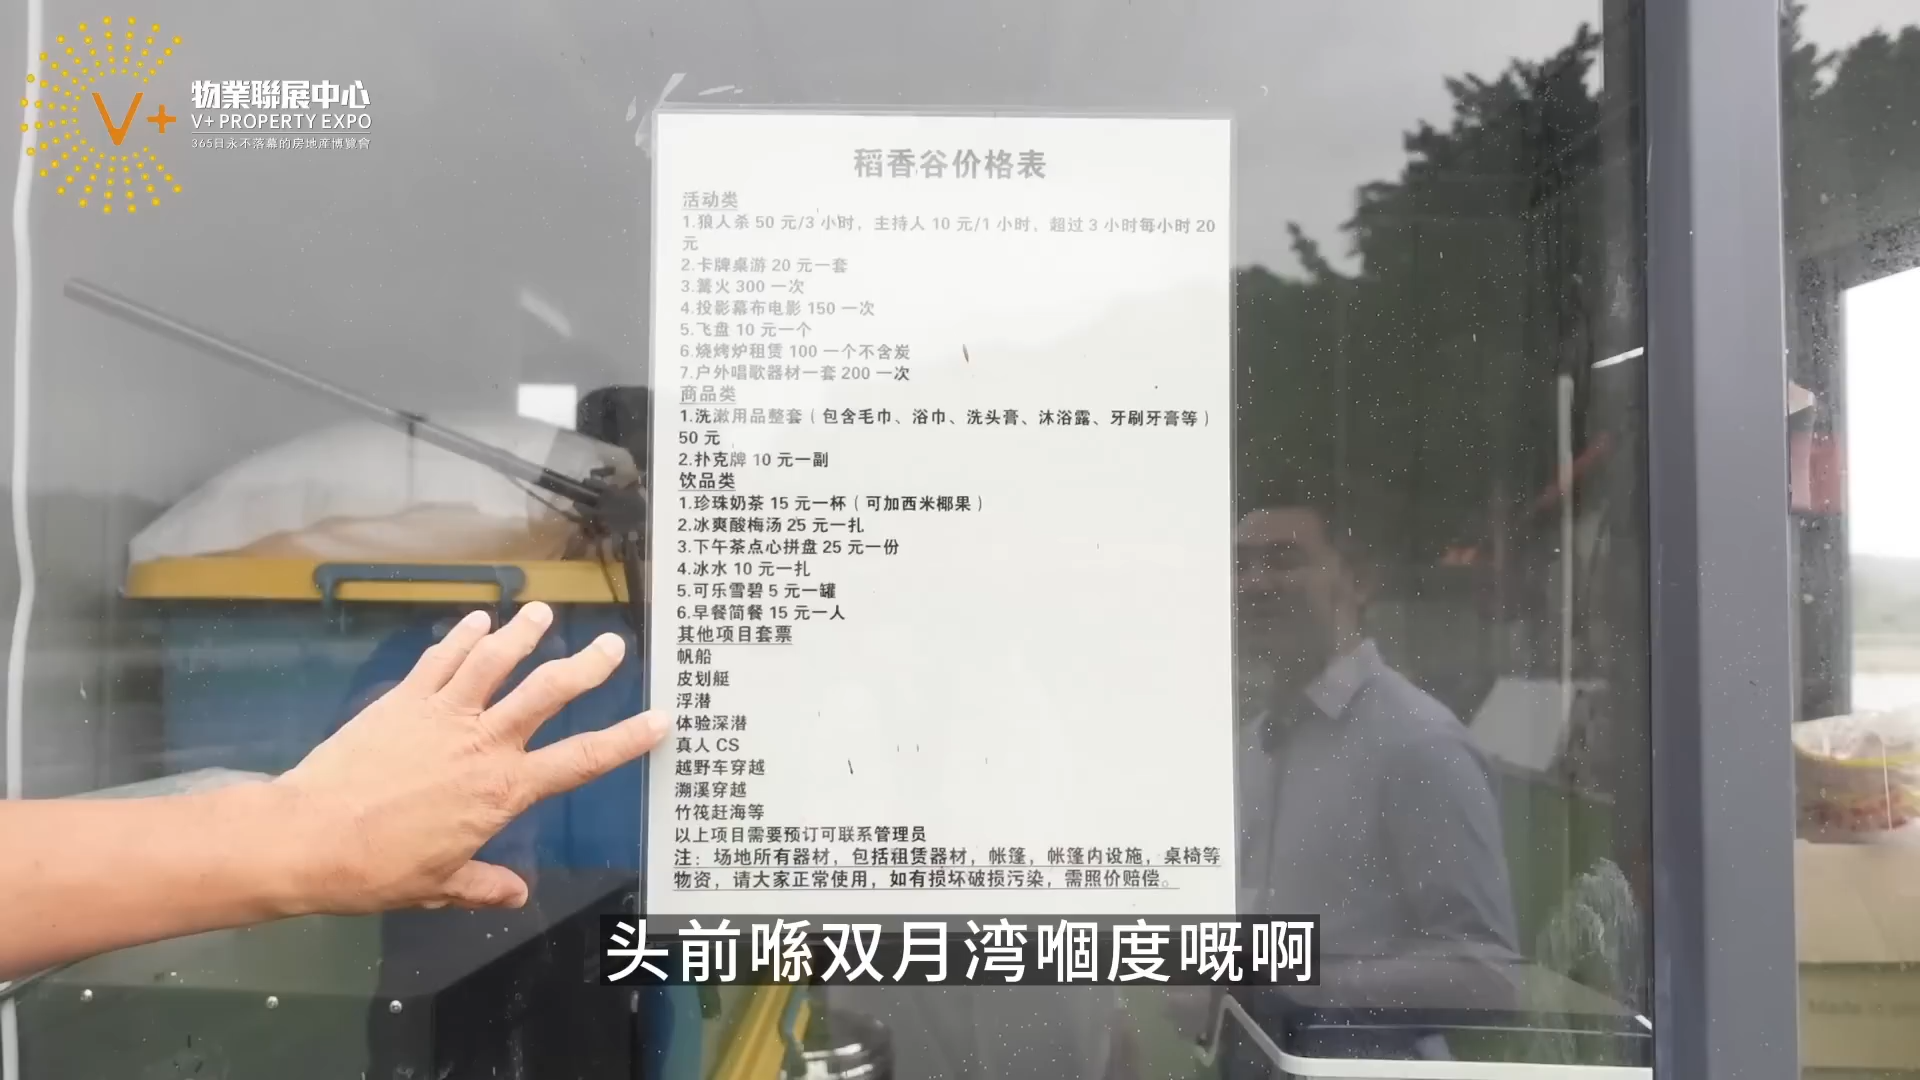 物業聯展中心
V+ PROPERTY EXPO
365日永不落幕的房地産博覽會
稻香谷价格表
活动类
1.狼人杀 50 元/3 小时，主持人 10 元/1 小时、超过 3 小时每小时 20
元
2.卡牌桌游 20 元一套
3.篝火 300 一次
4.投影幕布电影 150 一次
5.飞盘 10 元一个
6.烧烤炉租赁 100 一个不含炭
7.户外唱歌器材一套 200 一次
商品类
1.洗漱用品整套（包含毛巾、浴巾、洗头膏、沐浴露、牙刷牙膏等）
50 元
2.扑克牌 10 元一副
饮品类
1.珍珠奶茶 15 元一杯（可加西米椰果）
2.冰爽酸梅汤 25 元一扎
3.下午茶点心拼盘 25 元一份
4.冰水 10 元一扎
5.可乐雪碧 5 元一罐
6.早餐简餐 15 元一人
其他项目套票
帆船
皮划艇
浮潜
体验深潜
真人 CS
越野车穿越
溯溪穿越
竹筏赶海等
以上项目需要预订可联系管理员
注：场地所有器材，包括租赁器材，帐篷，帐篷内设施，桌椅等
物资，请大家正常使用，如有损坏破损污染，需照价赔偿。
头前喺双月湾嗰度嘅啊